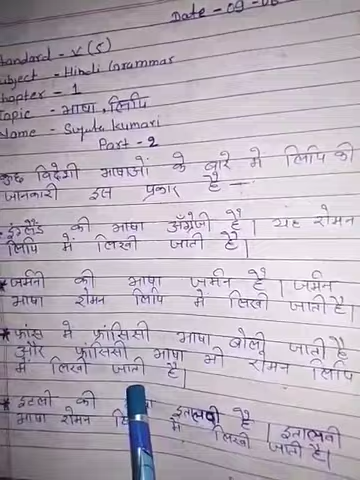 Date - 09-06
Standard - V (5)
Subject - Hindi Grammar
Chapter - 1
Topic - भाषा, लिपि
Name - Sujata kumari
Part - 2
कुछ विदेशी भाषाओं के बारे में लिपि की
जानकारी इस प्रकार है -
इंग्लैंड की भाषा अँग्रेजी है। यह रोमन
लिपि में लिखी जाती है।
जर्मनी की भाषा जर्मन है। जर्मन
भाषा रोमन लिपि में लिखी जाती है।
* फ्रांस में फ्रांसिसी भाषा बोली जाती है
और फ्रांसिसी भाषा भी रोमन लिपि
में लिखी जाती है।
* इटली की इतालवी है। इतालवी
भाषा रोमन में लिखी जाती है।